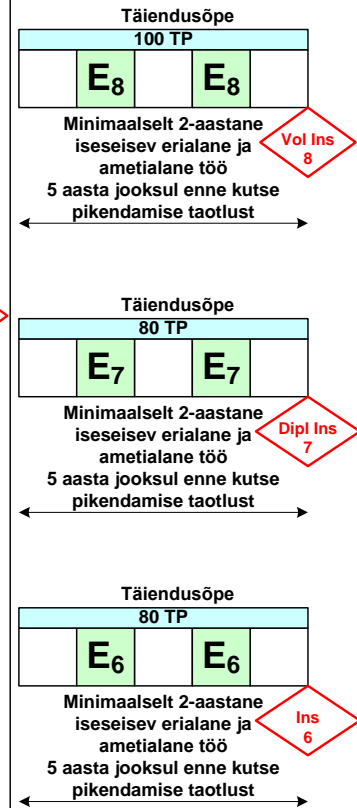 Täiendusõpe
100 TP
E8 E8
Minimaalselt 2-aastane
iseseisev erialane ja
ametialane töö
5 aasta jooksul enne kutse
pikendamise taotlust
Vol Ins
8
Täiendusõpe
80 TP
E7 E7
Minimaalselt 2-aastane
iseseisev erialane ja
ametialane töö
5 aasta jooksul enne kutse
pikendamise taotlust
Dipl Ins
7
Täiendusõpe
80 TP
E6 E6
Minimaalselt 2-aastane
iseseisev erialane ja
ametialane töö
5 aasta jooksul enne kutse
pikendamise taotlust
Ins
6